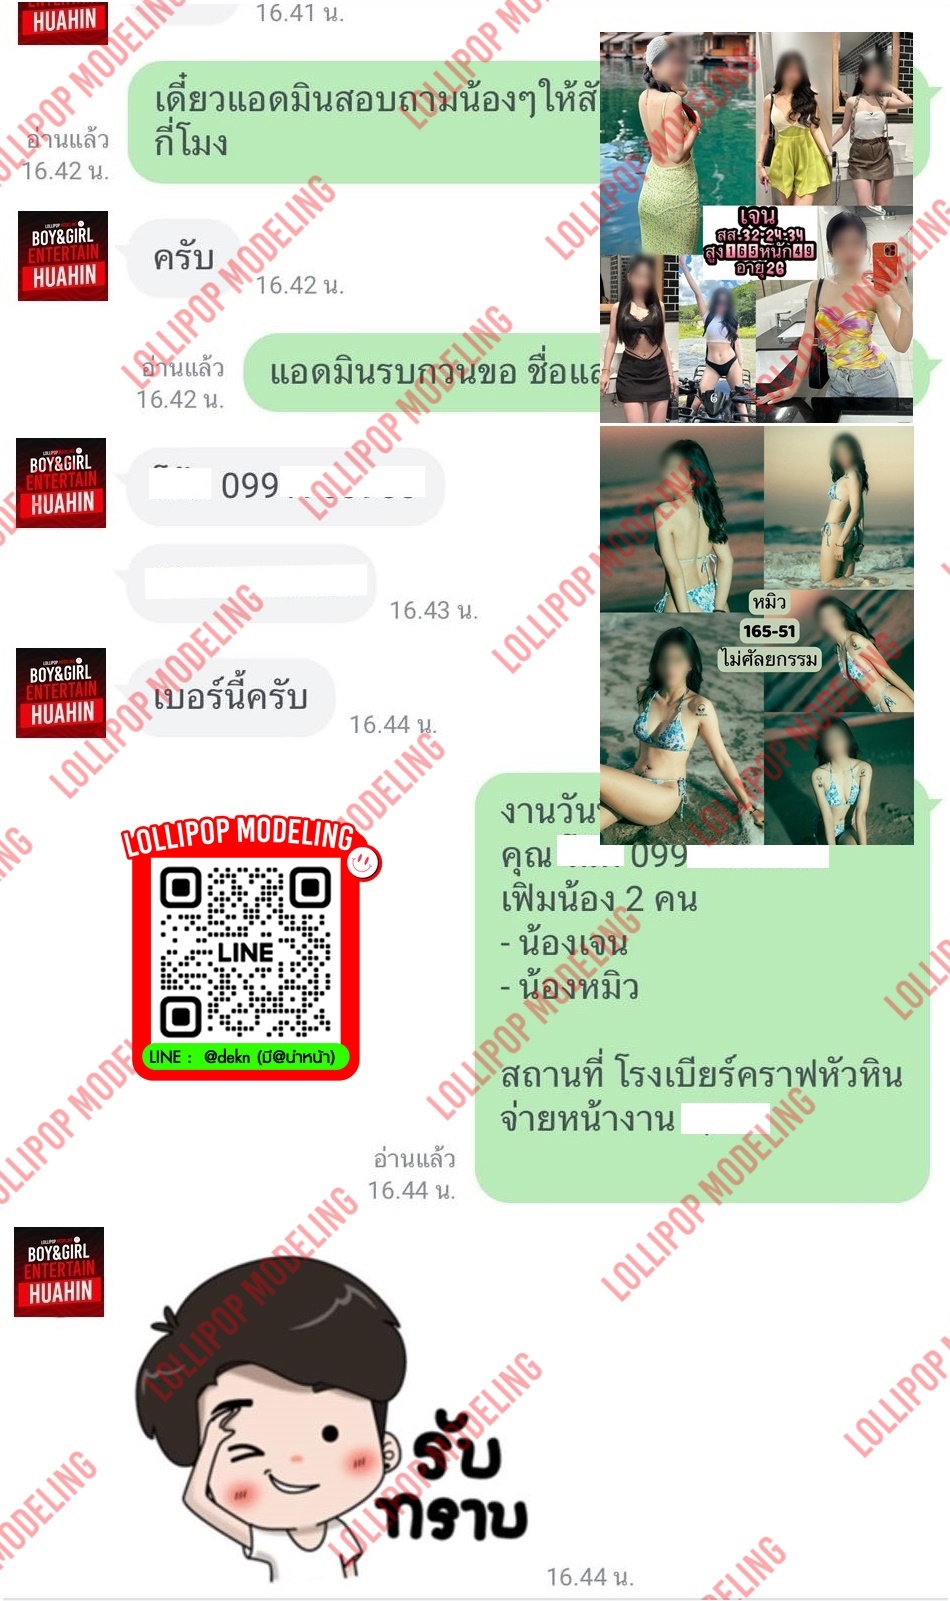 ENTERTAIN
HUAHIN
16.41 น.
เดี๋ยวแอดมินสอบถามน้องๆให้
กี่โมง
อ่านแล้ว
16.42 น.
LOLLIPOP MODELING
BOY&GIRL
ENTERTAIN
HUAHIN
ครับ
16.42 น.
แอดมินรบกวนขอ ชื่อแ
อ่านแล้ว
16.42 น.
LOLLIPOP MODELING
BOY&GIRL
ENTERTAIN
HUAHIN
099
16.43 น.
LOLLIPOP MODELING
BOY&GIRL
ENTERTAIN
HUAHIN
เบอร์นี้ครับ
16.44 น.
เจน
สส.32-24-34
สูง165หนัก49
อายุ26
6
หมิว
165-51
ไม่ศัลยกรรม
LOLLIPOP MODELING
LINE
LINE : @dekn (มี@นำหน้า)
งานวัน
คุณ 099
เฟิมน้อง 2 คน
- น้องเจน
- น้องหมิว
สถานที่ โรงเบียร์คราฟหัวหิน
จ่ายหน้างาน
อ่านแล้ว
16.44 น.
LOLLIPOP MODELING
BOY&GIRL
ENTERTAIN
HUAHIN
รับ
ทราบ
16.44 น.
LOLLIPOP MODELING